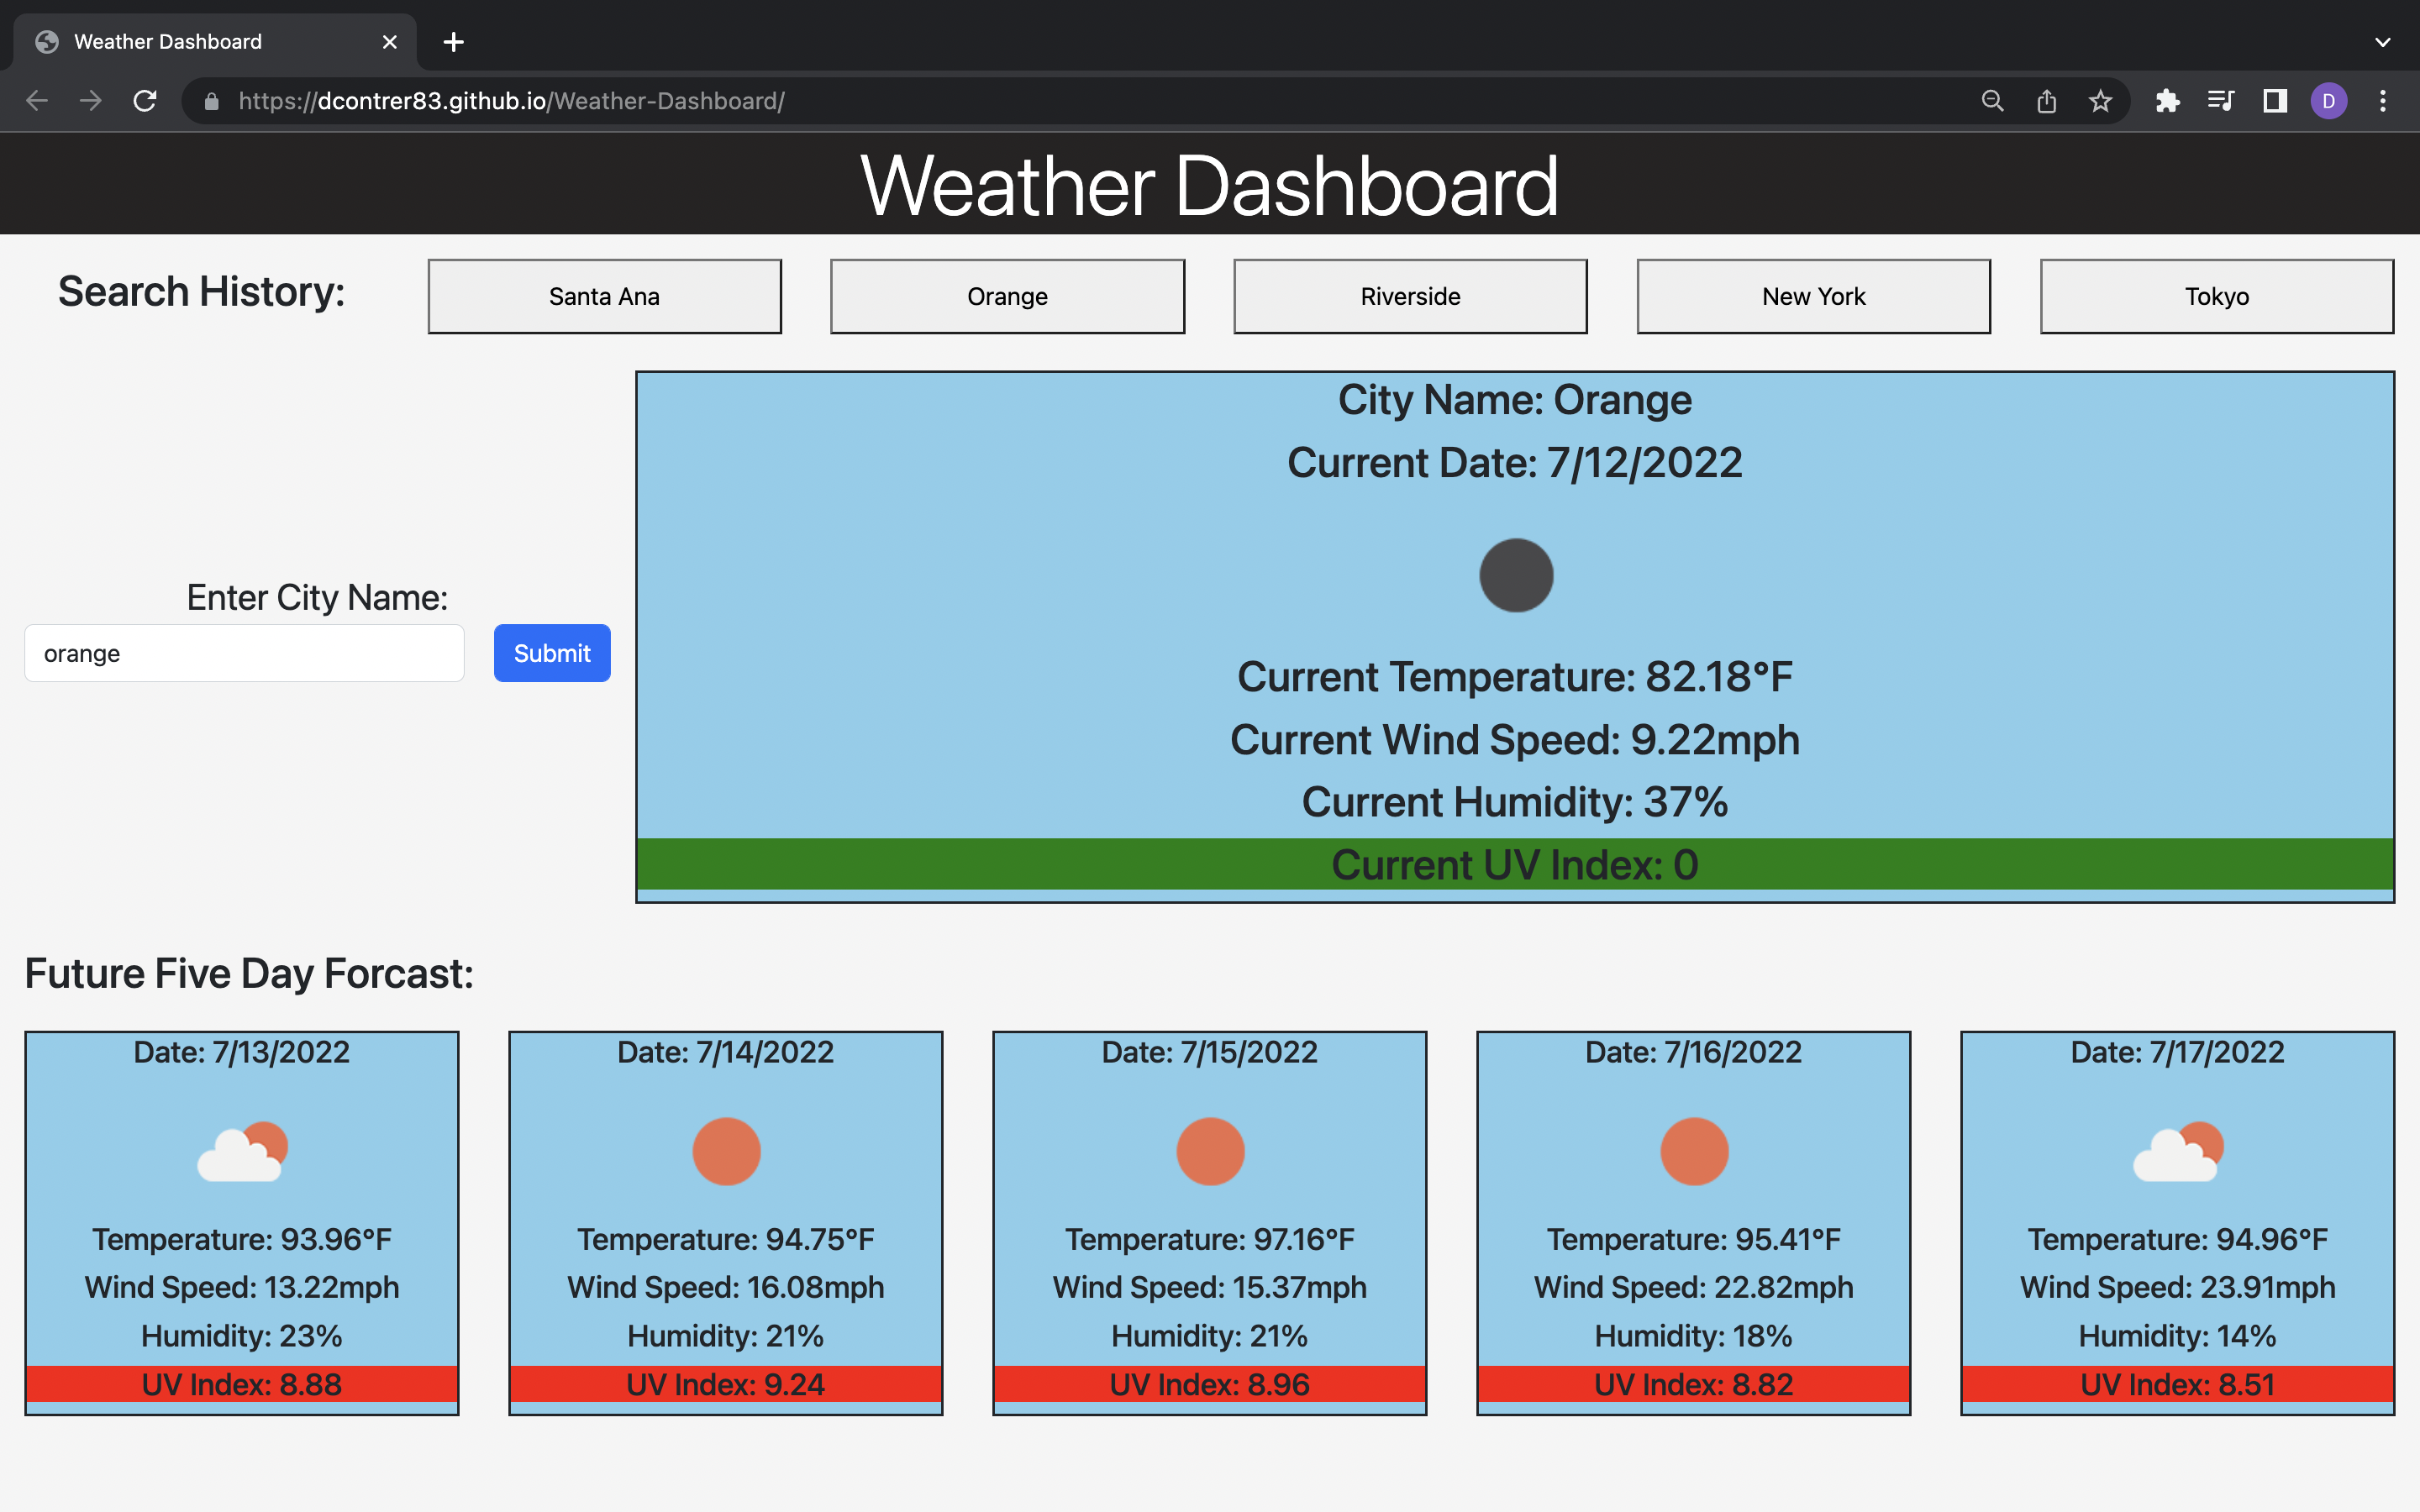 Weather Dashboard
https://dcontrer83.github.io/Weather-Dashboard/
D
Weather Dashboard
Search History:
Santa Ana
Orange
Riverside
New York
Tokyo
Enter City Name:
orange
Submit
City Name: Orange
Current Date: 7/12/2022
Current Temperature: 82.18°F
Current Wind Speed: 9.22mph
Current Humidity: 37%
Current UV Index: 0
Future Five Day Forcast:
Date: 7/13/2022
Temperature: 93.96°F
Wind Speed: 13.22mph
Humidity: 23%
UV Index: 8.88
Date: 7/14/2022
Temperature: 94.75°F
Wind Speed: 16.08mph
Humidity: 21%
UV Index: 9.24
Date: 7/15/2022
Temperature: 97.16°F
Wind Speed: 15.37mph
Humidity: 21%
UV Index: 8.96
Date: 7/16/2022
Temperature: 95.41°F
Wind Speed: 22.82mph
Humidity: 18%
UV Index: 8.82
Date: 7/17/2022
Temperature: 94.96°F
Wind Speed: 23.91mph
Humidity: 14%
UV Index: 8.51